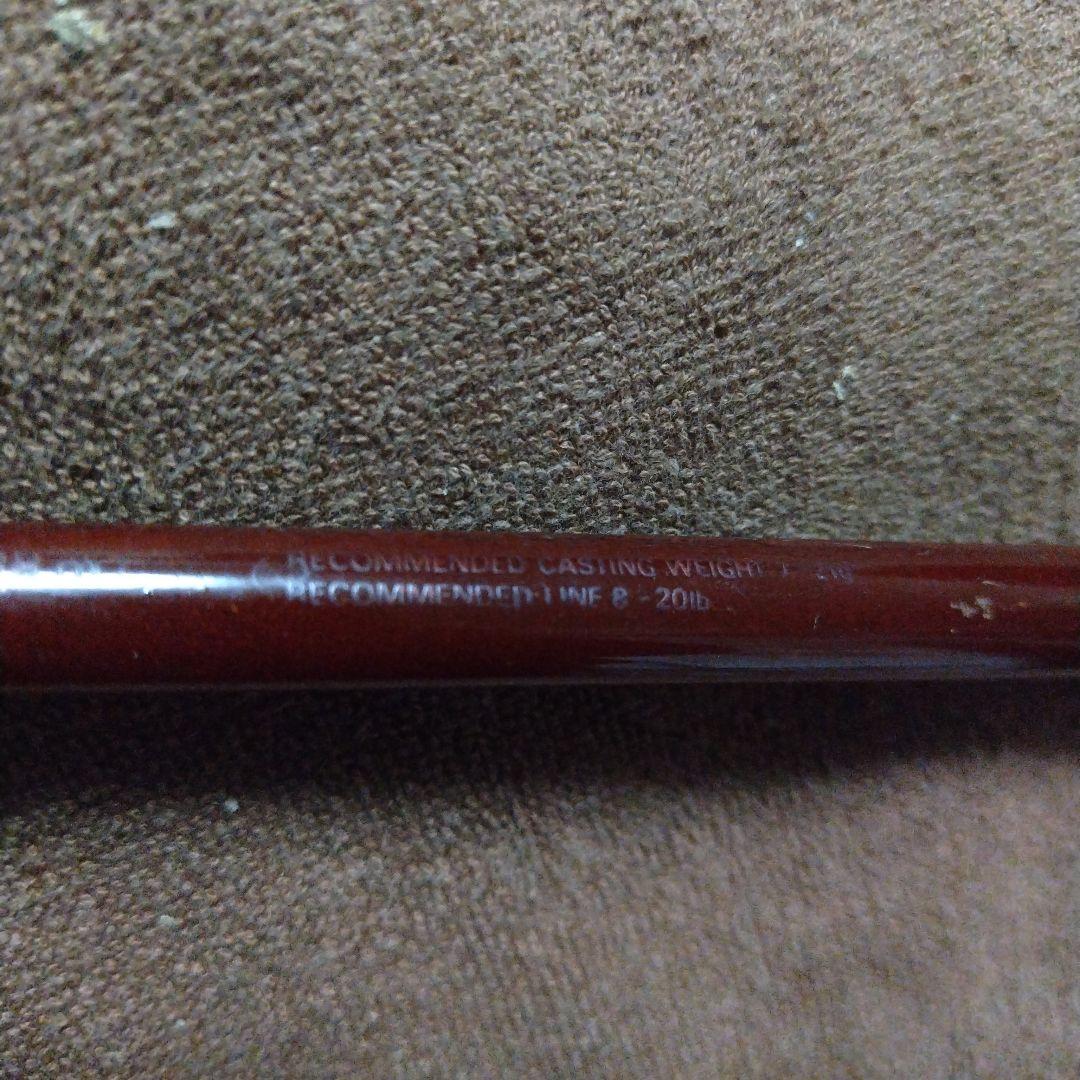 RECOMMENDED CASTING WEIGHT
RECOMMENDED LINE 8 - 20lb